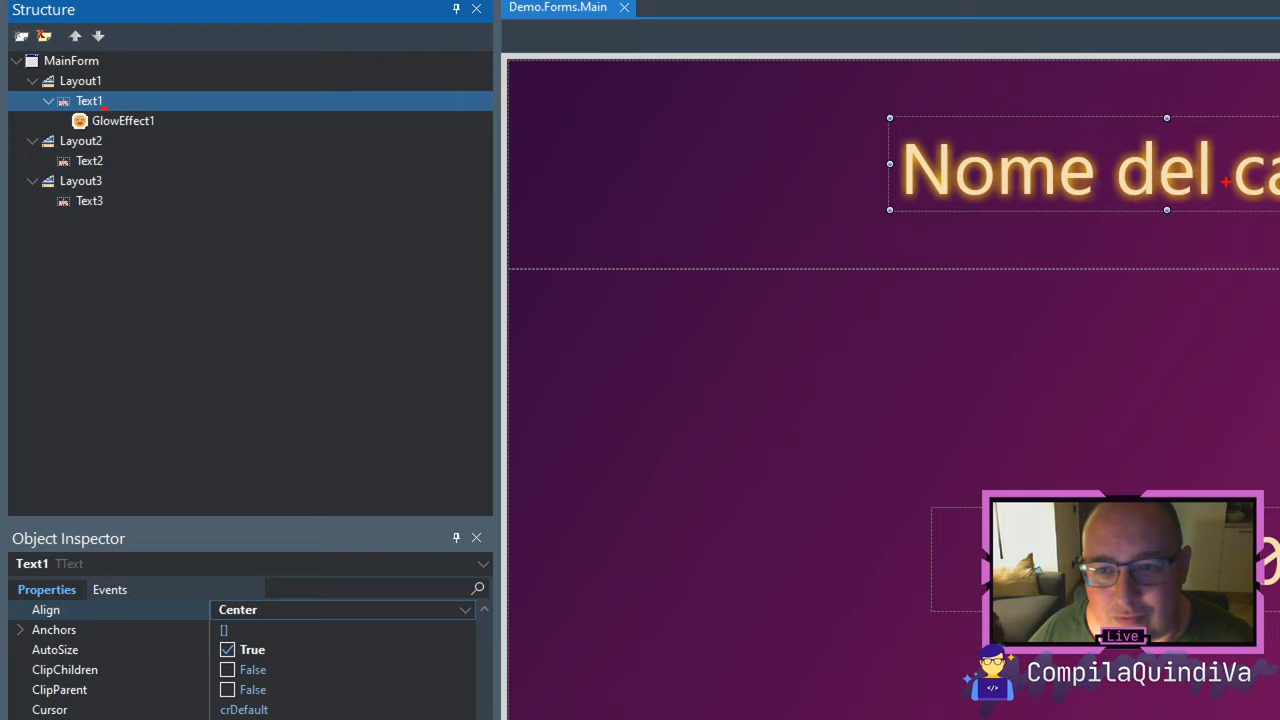 Structure
Demo.Forms.Main
MainForm
Layout1
Text1
GlowEffect1
Layout2
Text2
Layout3
Text3
Nome del ca
Object Inspector
Text1 TText
Properties Events
Align Center
Anchors []
AutoSize True
ClipChildren False
ClipParent False
Cursor crDefault
Live
</>
CompilaQuindiVa